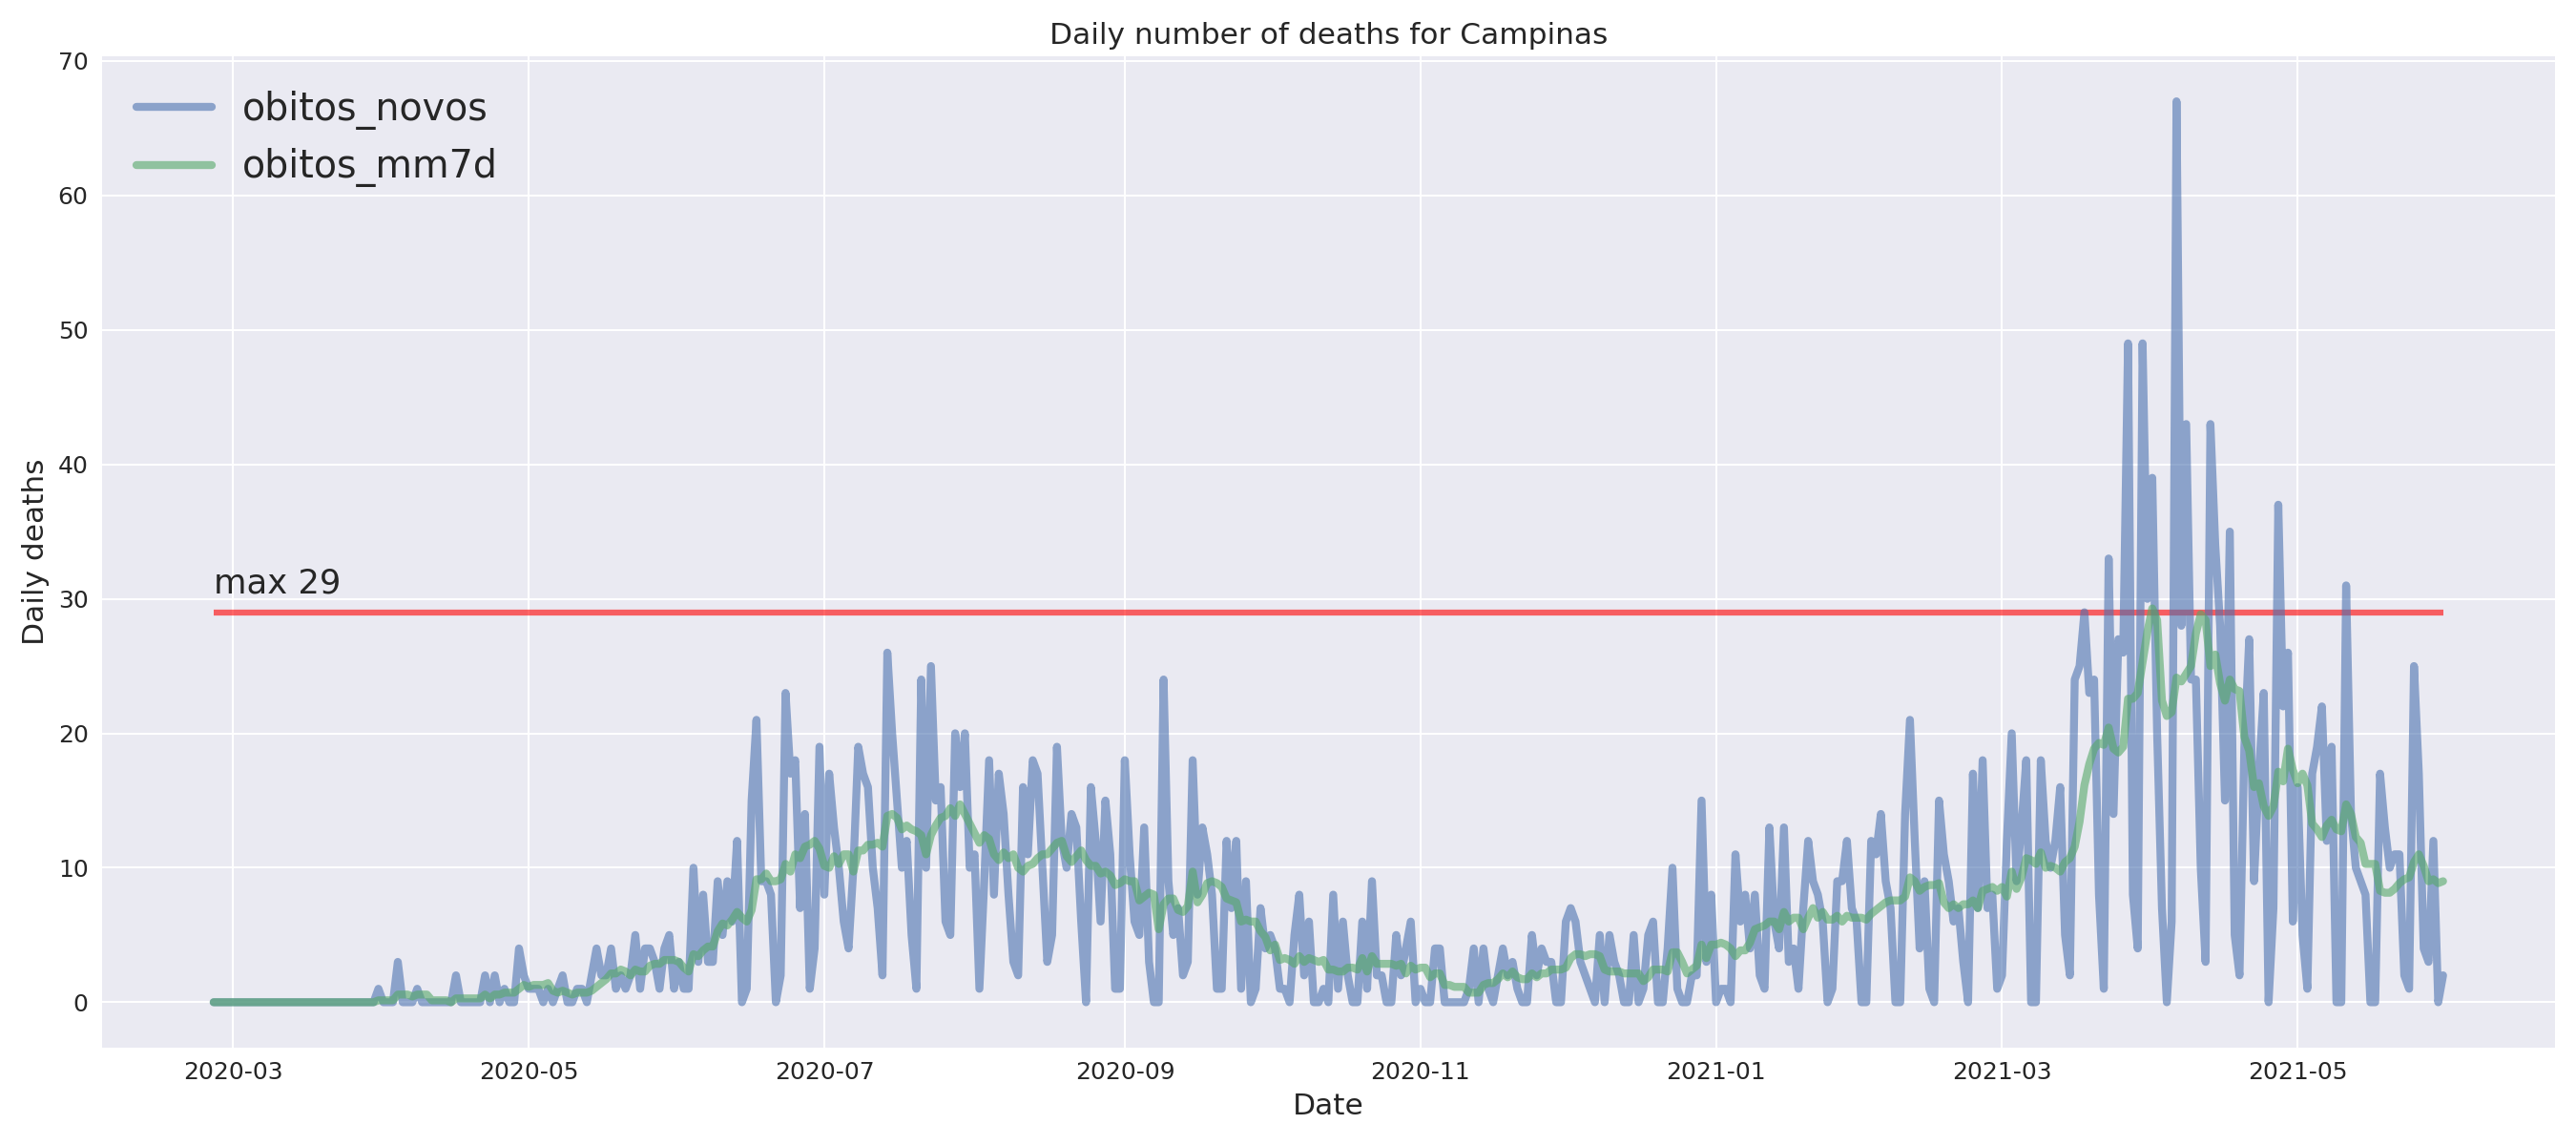 Daily number of deaths for Campinas
70
60
50
40
30
20
10
0
Daily deaths
obitos_novos
obitos_mm7d
max 29
2020-03
2020-05
2020-07
2020-09
2020-11
2021-01
2021-03
2021-05
Date